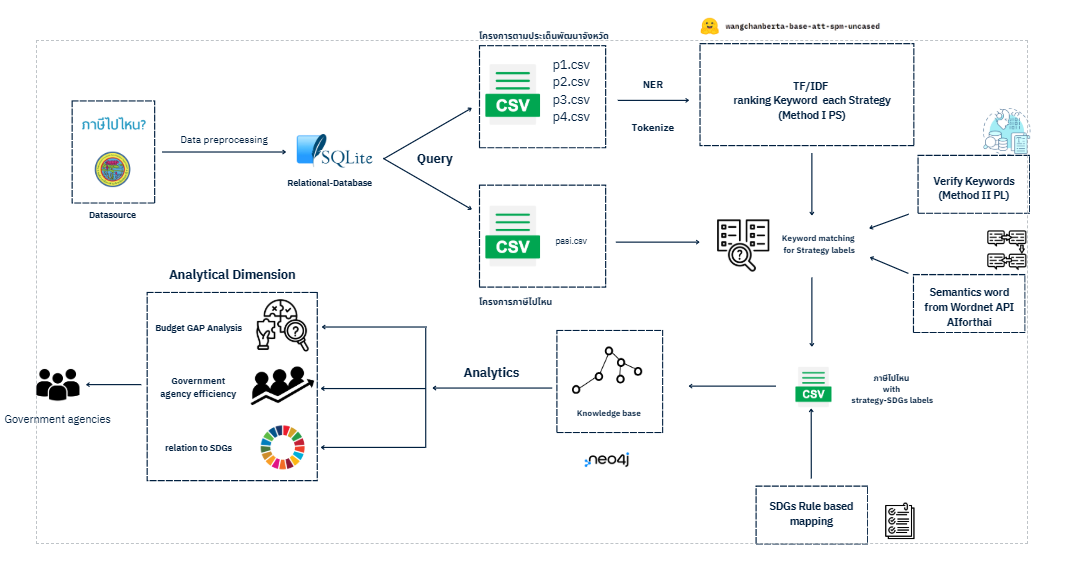 wangchanberta-base-att-spm-uncased
โครงการตามประเด็นพัฒนาจังหวัด
p1.csv
p2.csv
p3.csv
p4.csv
CSV
NER
Tokenize
TF/IDF
ranking Keyword each Strategy
(Method I PS)
ภาษีไปไหน?
Datasource
Data preprocessing
SQLite
Relational-Database
Query
Verify Keywords
(Method II PL)
CSV
pasi.csv
โครงการภาษีไปไหน
Keyword matching
for Strategy labels
Semantics word
from Wordnet API
AIforthai
Analytical Dimension
Budget GAP Analysis
Government
agency efficiency
relation to SDGs
Government agencies
Analytics
Knowledge base
neo4j
CSV
ภาษีไปไหน
with
strategy-SDGs labels
SDGs Rule based
mapping